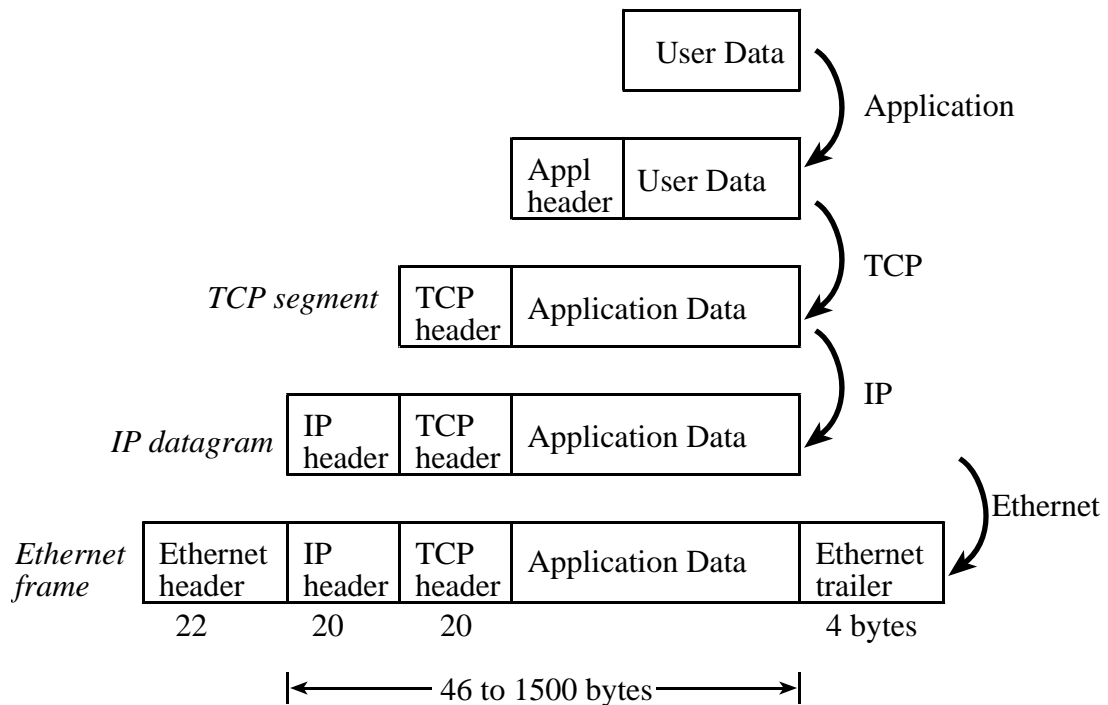 User Data
Application
Appl
header
User Data
TCP
TCP segment
TCP
header
Application Data
IP
IP datagram
IP
header
TCP
header
Application Data
Ethernet
Ethernet
frame
Ethernet
header
IP
header
TCP
header
Application Data
Ethernet
trailer
22
20
20
4 bytes
46 to 1500 bytes